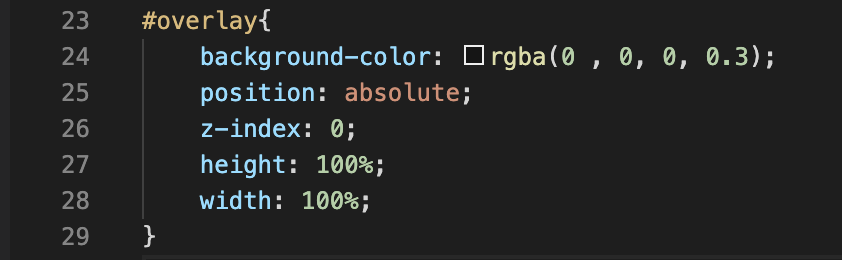 23 #overlay{
24 background-color: rgba(0 , 0, 0, 0.3);
25 position: absolute;
26 z-index: 0;
27 height: 100%;
28 width: 100%;
29 }